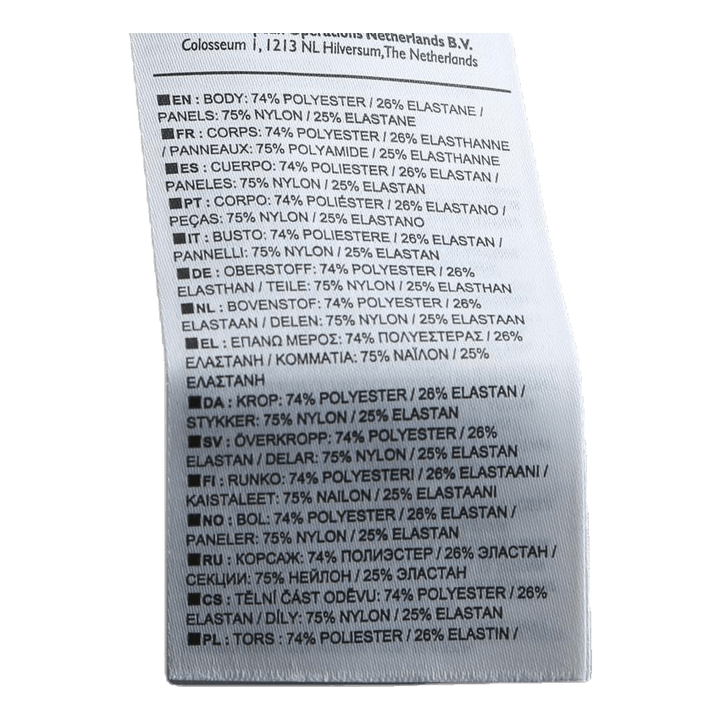 Operations Netherlands B.V.
Colosseum 1, 1213 NL Hilversum,The Netherlands
■EN : BODY: 74% POLYESTER / 26% ELASTANE /
PANELS: 75% NYLON / 25% ELASTANE
■FR : CORPS: 74% POLYESTER / 26% ELASTHANNE
/ PANNEAUX: 75% POLYAMIDE / 25% ELASTHANNE
■ES : CUERPO: 74% POLIESTER / 26% ELASTAN /
PANELES: 75% NYLON / 25% ELASTAN
■PT : CORPO: 74% POLIÉSTER / 26% ELASTANO /
PEÇAS: 75% NYLON / 25% ELASTANO
■IT : BUSTO: 74% POLIESTERE / 26% ELASTAN /
PANNELLI: 75% NYLON / 25% ELASTAN
■DE : OBERSTOFF: 74% POLYESTER / 26%
ELASTHAN / TEILE: 75% NYLON / 25% ELASTHAN
■NL : BOVENSTOF: 74% POLYESTER / 26%
ELASTAAN / DELEN: 75% NYLON / 25% ELASTAAN
■EL : ΕΠΑΝΩ ΜΕΡΟΣ: 74% ΠΟΛΥΕΣΤΕΡΑΣ / 26%
ΕΛΑΣΤΑΝΗ / ΚΟΜΜΑΤΙΑ: 75% ΝΑΪΛΟΝ / 25%
ΕΛΑΣΤΑΝΗ
■DA : KROP: 74% POLYESTER / 26% ELASTAN /
STYKKER: 75% NYLON / 25% ELASTAN
■SV : ÖVERKROPP: 74% POLYESTER / 26%
ELASTAN / DELAR: 75% NYLON / 25% ELASTAN
■FI : RUNKO: 74% POLYESTERI / 26% ELASTAANI /
KAISTALEET: 75% NAILON / 25% ELASTAANI
■NO : BOL: 74% POLYESTER / 26% ELASTAN /
PANELER: 75% NYLON / 25% ELASTAN
■RU : КОРСАЖ: 74% ПОЛИЭСТЕР / 26% ЭЛАСТАН /
СЕКЦИИ: 75% НЕЙЛОН / 25% ЭЛАСТАН
■CS : TĚLNÍ ČÁST ODĚVU: 74% POLYESTER / 26%
ELASTAN / DÍLY: 75% NYLON / 25% ELASTAN
■PL : TORS : 74% POLIESTER / 26% ELASTIN /